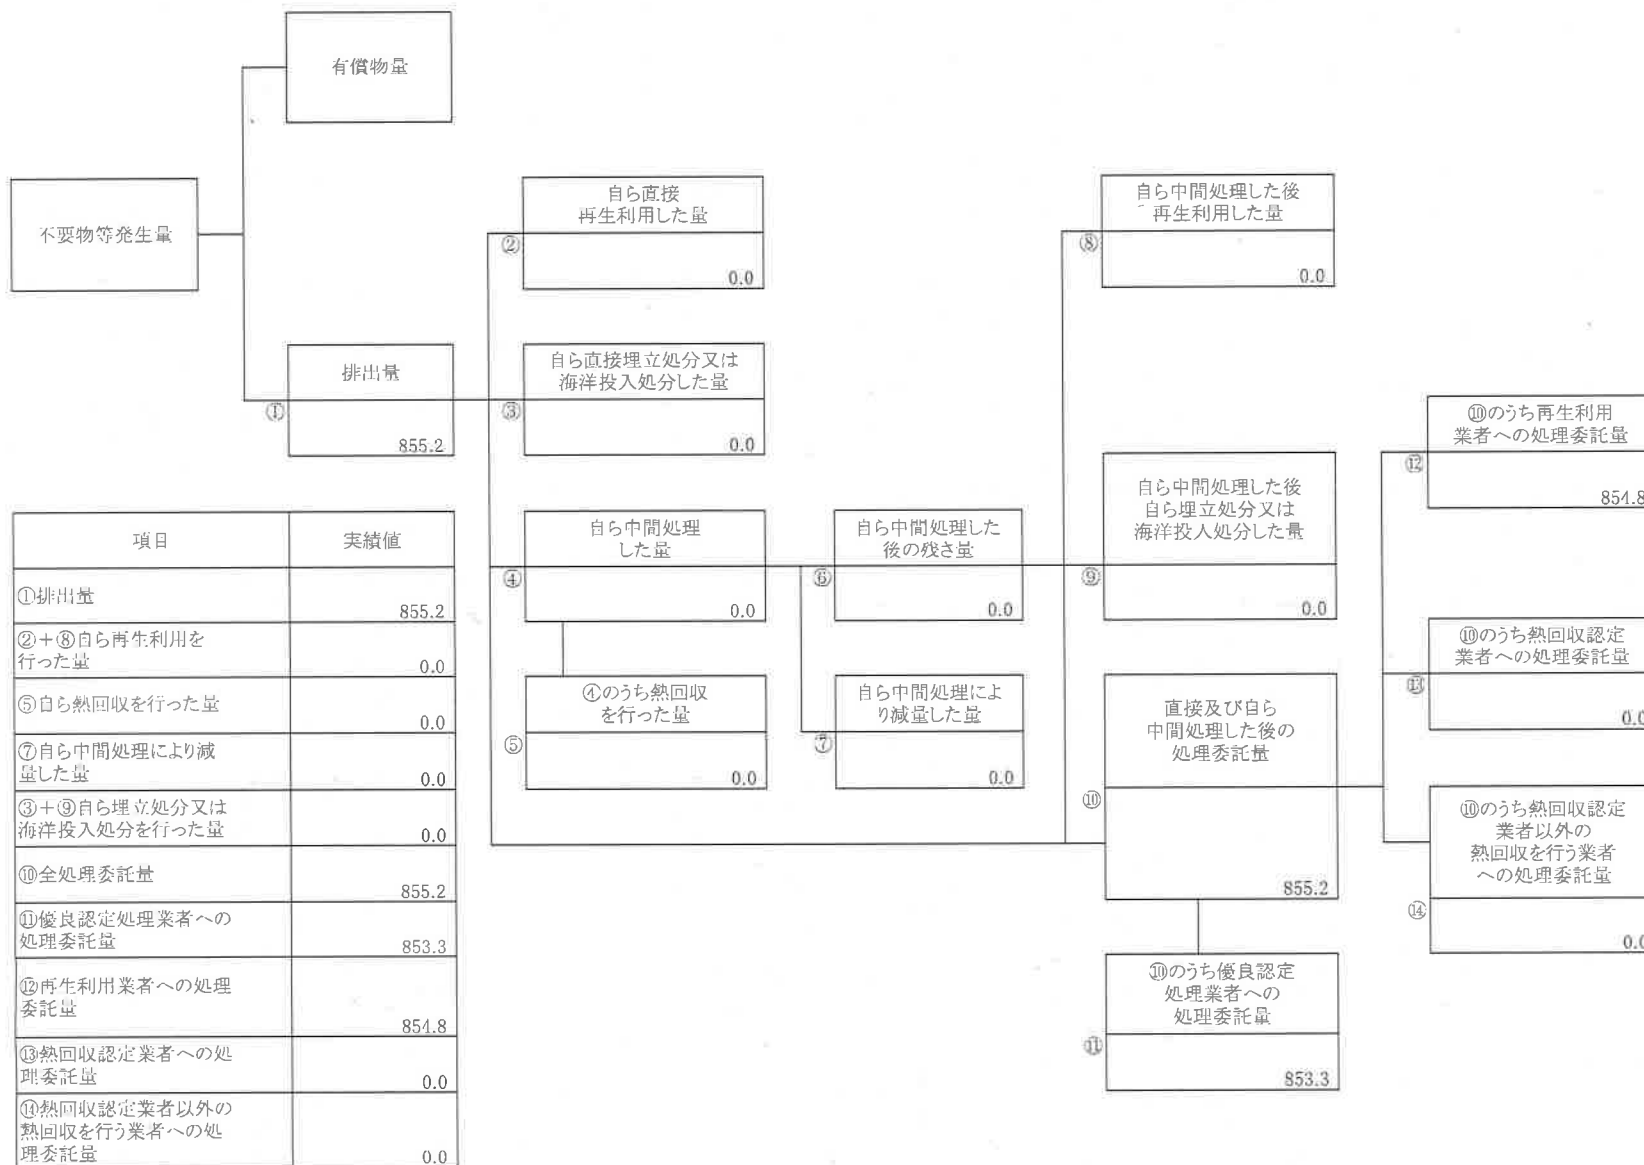 有償物量
不要物等発生量
排出量
①
855.2
自ら直接
再生利用した量
②
0.0
自ら直接埋立処分又は
海洋投入処分した量
③
0.0
自ら中間処理
した量
④
0.0
④のうち熱回収
を行った量
⑤
0.0
自ら中間処理した
後の残さ量
⑥
0.0
自ら中間処理によ
り減量した量
⑦
0.0
自ら中間処理した後
再生利用した量
⑧
0.0
自ら中間処理した後
自ら埋立処分又は
海洋投入処分した量
⑨
0.0
直接及び自ら
中間処理した後の
処理委託量
⑩
855.2
⑩のうち優良認定
処理業者への
処理委託量
⑪
853.3
⑩のうち再生利用
業者への処理委託量
⑫
854.8
⑩のうち熱回収認定
業者への処理委託量
⑬
0.0
⑩のうち熱回収認定
業者以外の
熱回収を行う業者
への処理委託量
⑭
0.0
項目 実績値
①排出量 855.2
②+⑧自ら再生利用を
行った量 0.0
⑤自ら熱回収を行った量 0.0
⑦自ら中間処理により減
量した量 0.0
③+⑨自ら埋立処分又は
海洋投入処分を行った量 0.0
⑩全処理委託量 855.2
⑪優良認定処理業者への
処理委託量 853.3
⑫再生利用業者への処理
委託量 854.8
⑬熱回収認定業者への処
理委託量 0.0
⑭熱回収認定業者以外の
熱回収を行う業者への処
理委託量 0.0